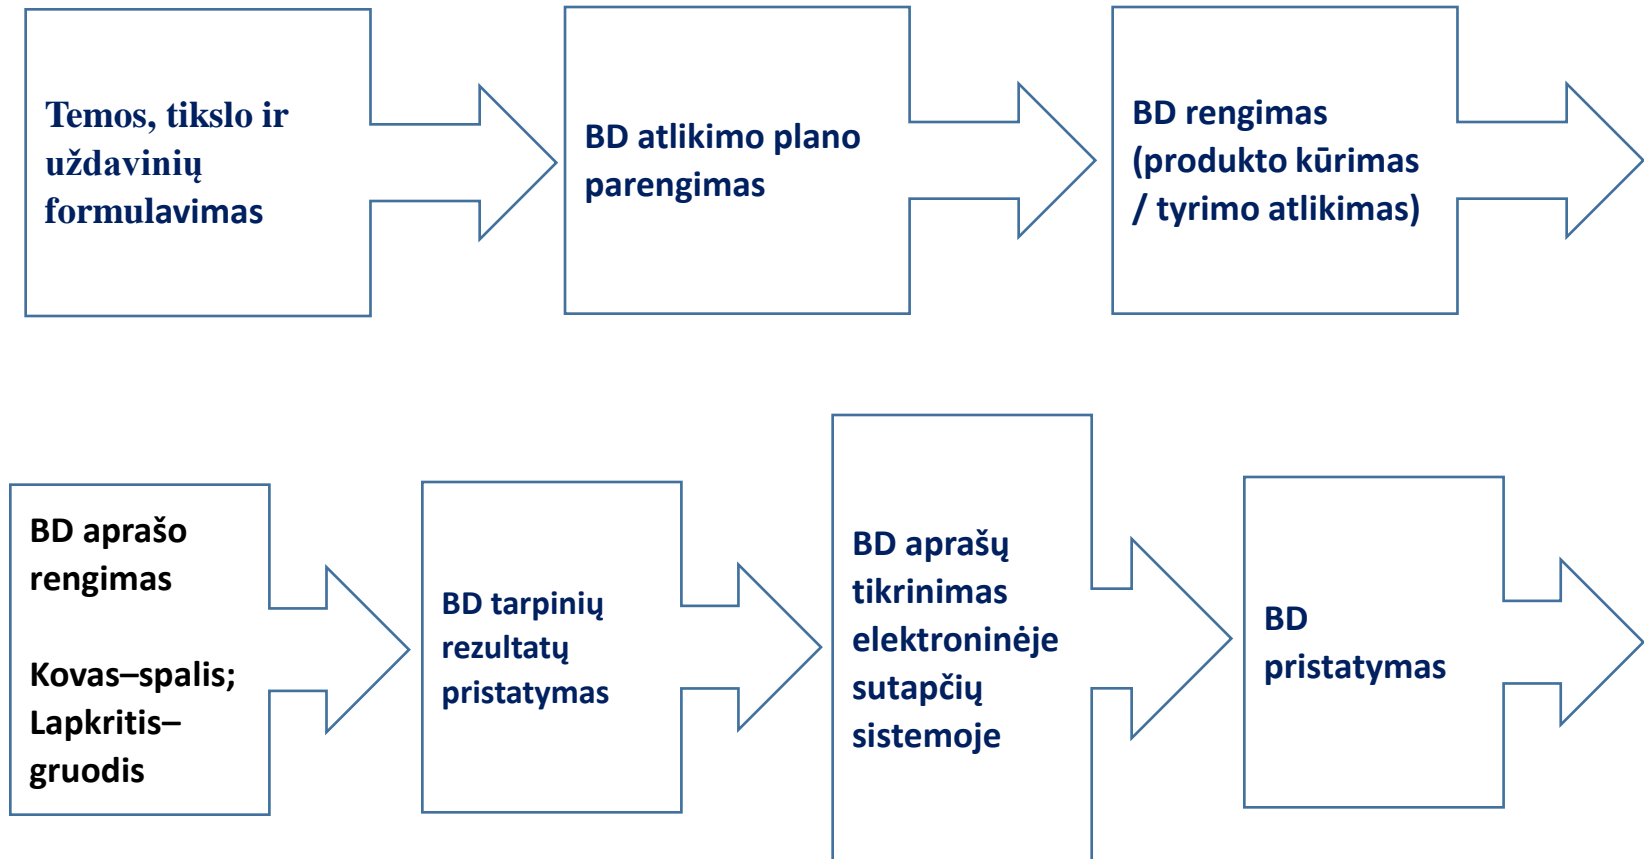 Temos, tikslo ir
uždavinių
formulavimas
BD atlikimo plano
parengimas
BD rengimas
(produkto kūrimas
/ tyrimo atlikimas)
BD aprašo
rengimas
Kovas–spalis;
Lapkritis–
gruodis
BD tarpinių
rezultatų
pristatymas
BD aprašų
tikrinimas
elektroninėje
sutapčių
sistemoje
BD
pristatymas